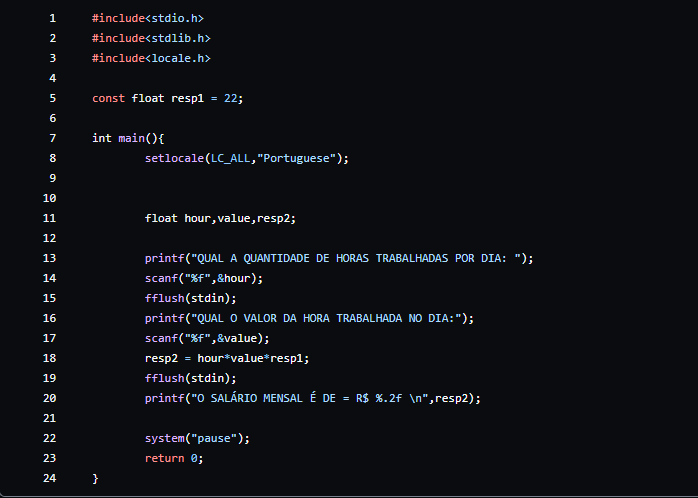 1 #include<stdio.h>
2 #include<stdlib.h>
3 #include<locale.h>
4
5 const float resp1 = 22;
6
7 int main(){
8 setlocale(LC_ALL,"Portuguese");
9
10
11 float hour,value,resp2;
12
13 printf("QUAL A QUANTIDADE DE HORAS TRABALHADAS POR DIA: ");
14 scanf("%f",&hour);
15 fflush(stdin);
16 printf("QUAL O VALOR DA HORA TRABALHADA NO DIA:");
17 scanf("%f",&value);
18 resp2 = hour*value*resp1;
19 fflush(stdin);
20 printf("O SALÁRIO MENSAL É DE = R$ %.2f \n",resp2);
21
22 system("pause");
23 return 0;
24 }